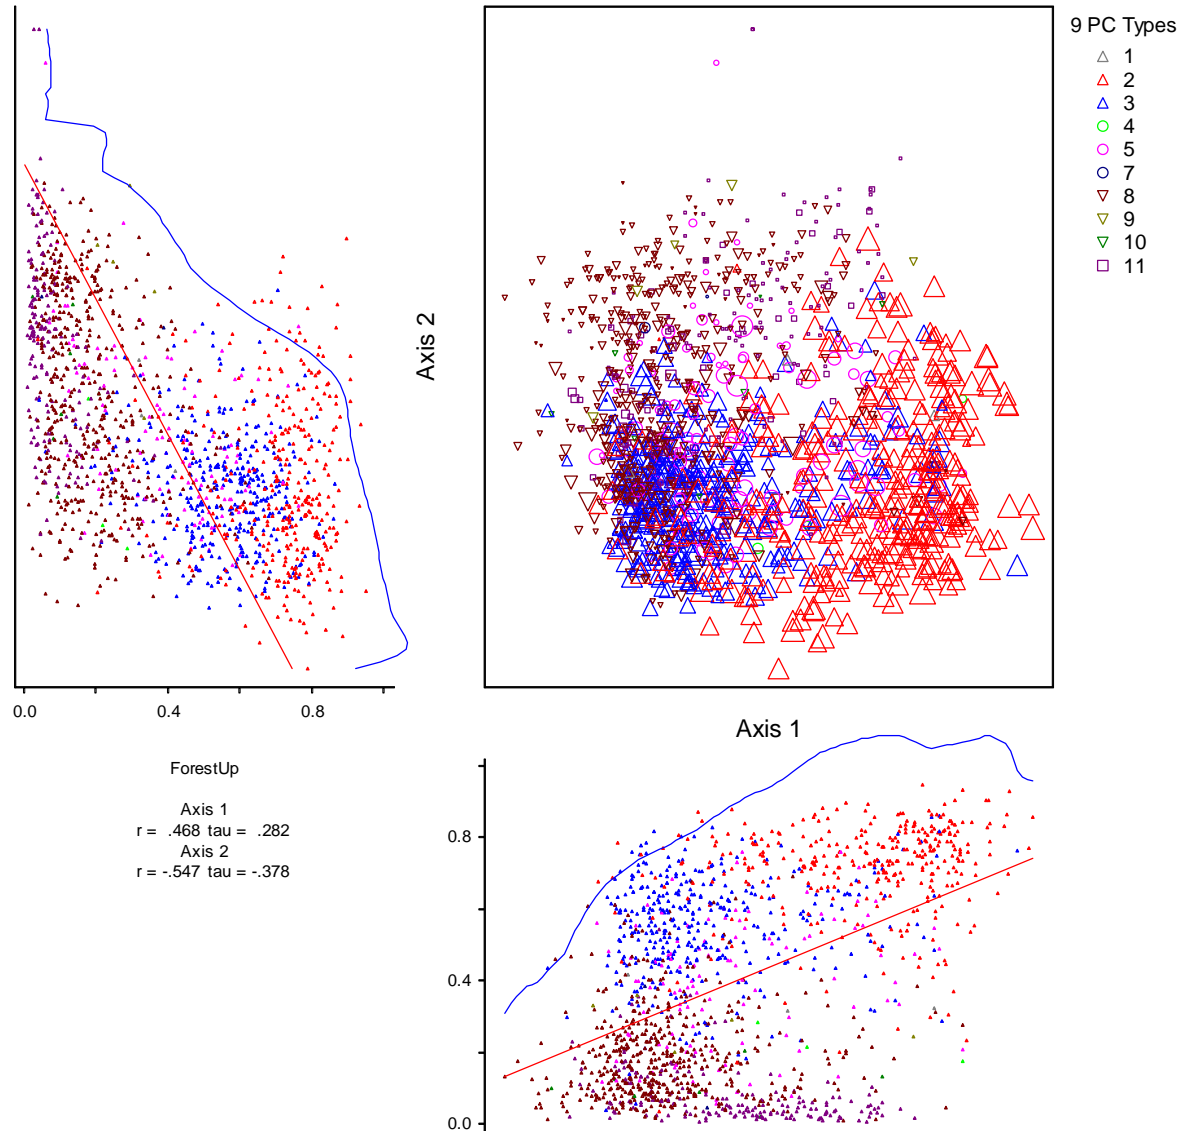 9 PC Types
1
2
3
4
5
7
8
9
10
11
Axis 2
0.0 0.4 0.8
Axis 1
ForestUp
Axis 1
r = .468 tau = .282
Axis 2
r = -.547 tau = -.378
0.8
0.4
0.0